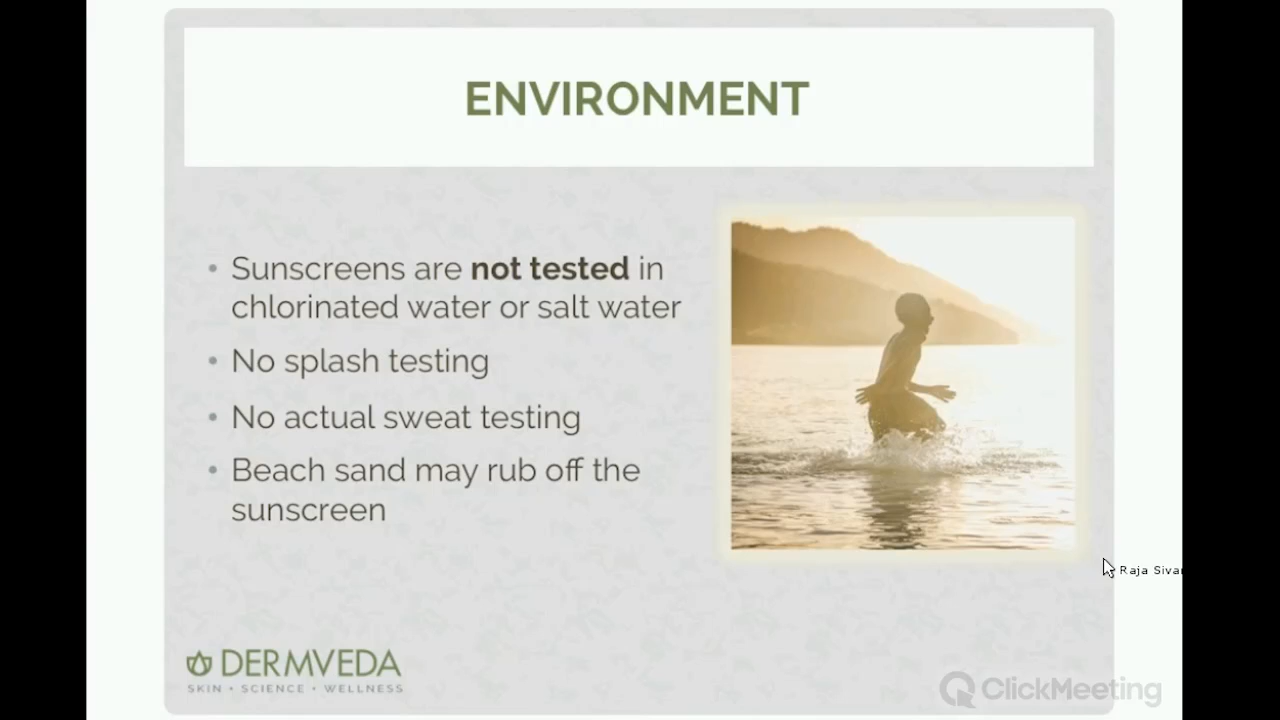 ENVIRONMENT
• Sunscreens are not tested in
chlorinated water or salt water
• No splash testing
• No actual sweat testing
• Beach sand may rub off the
sunscreen
Raja
DERMVEDA
SKIN • SCIENCE • WELLNESS
ClickMeeting